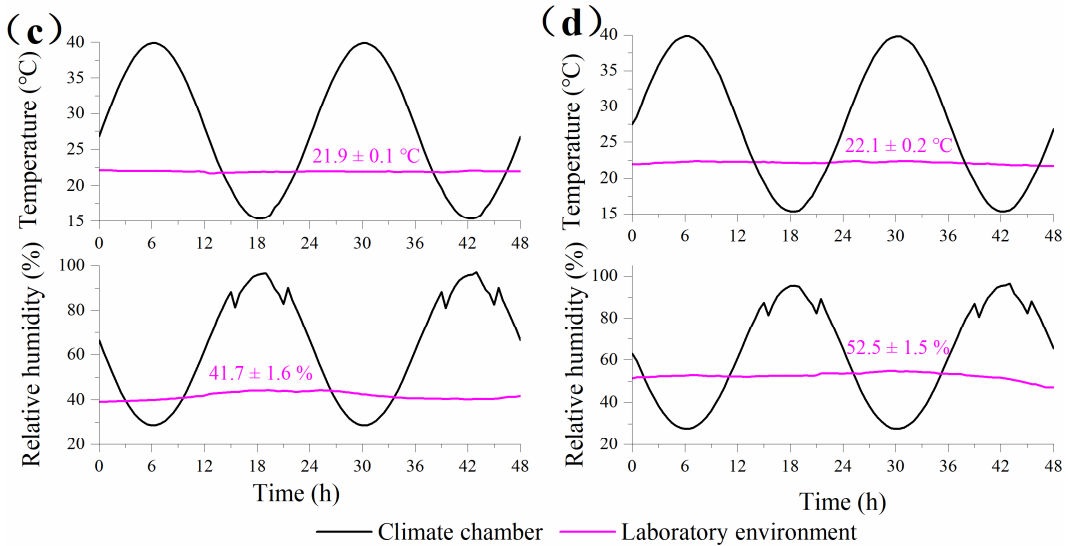 (c)
Temperature (℃)
40
35
30
25
20
15
21.9 ± 0.1 ℃
0 6 12 18 24 30 36 42 48
Relative humidity (%)
100
80
60
40
20
41.7 ± 1.6 %
0 6 12 18 24 30 36 42 48
Time (h)
(d)
Temperature (℃)
40
35
30
25
20
15
22.1 ± 0.2 ℃
0 6 12 18 24 30 36 42 48
Relative humidity (%)
100
80
60
40
20
52.5 ± 1.5 %
0 6 12 18 24 30 36 42 48
Time (h)
Climate chamber Laboratory environment